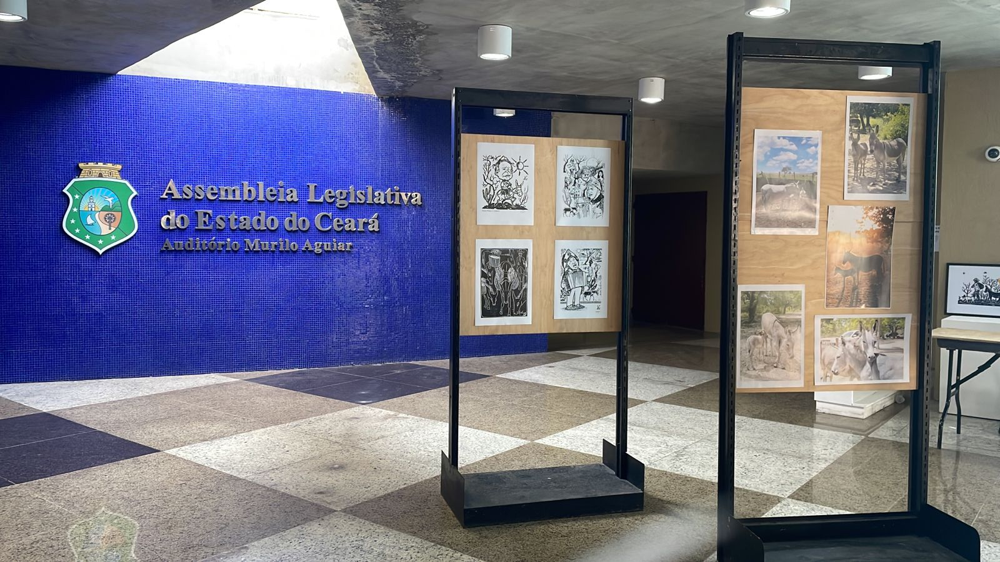 Assembleia Legislativa
do Estado do Ceará
Auditório Murilo Aguiar